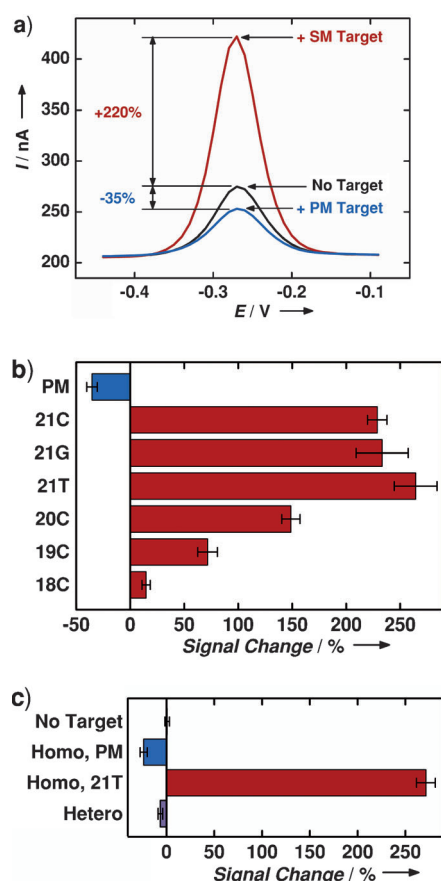 a)
+ SM Target
400
+220%
350
I / nA
300
No Target
-35%
250
+ PM Target
200
-0.4 -0.3 -0.2 -0.1
E / V
b)
PM
21C
21G
21T
20C
19C
18C
-50 0 50 100 150 200 250
Signal Change / %
c)
No Target
Homo, PM
Homo, 21T
Hetero
0 50 100 150 200 250
Signal Change / %